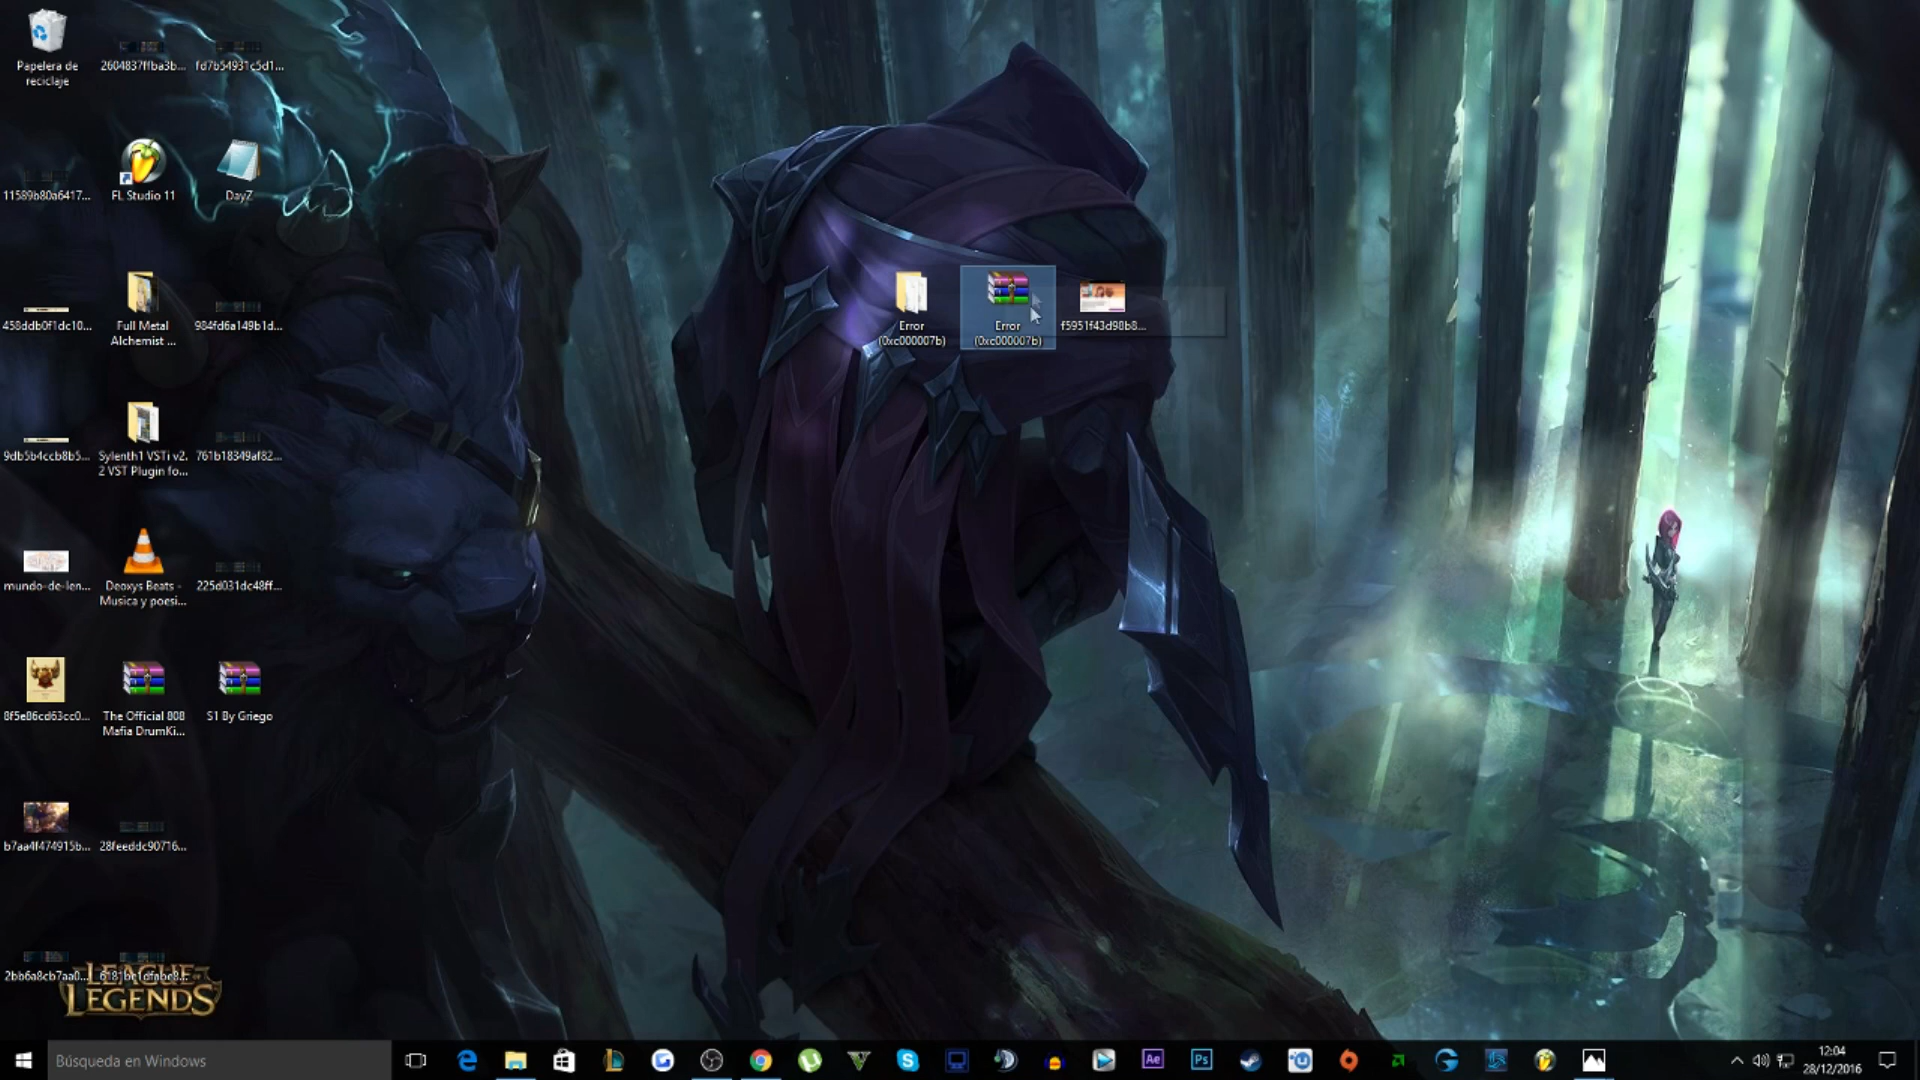 Papelera de
reciclaje
2604837ffba3b...
fd7b54931c5d1...
11589b80a6417...
FL Studio 11
DayZ
458ddb0f1dc10...
Full Metal
Alchemist ...
984fd6a149b1d...
Error
(0xc000007b)
Error
(0xc000007b)
f5951f43d98b8...
9db5b4ccb8b5...
Sylenth1 VSTi v2.
2 VST Plugin fo...
761b18349af82...
mundo-de-len...
Deoxys Beats -
Musica y poesi...
225d031dc48ff...
8f5e86cd63cc0...
The Official 808
Mafia DrumKi...
S1 By Griego
b7aa4f474915b...
28feeddc90716...
2bb6a8cb7aa0...
LEAGUE OF
LEGENDS
Búsqueda en Windows
Ae
Ps
12:04
28/12/2016